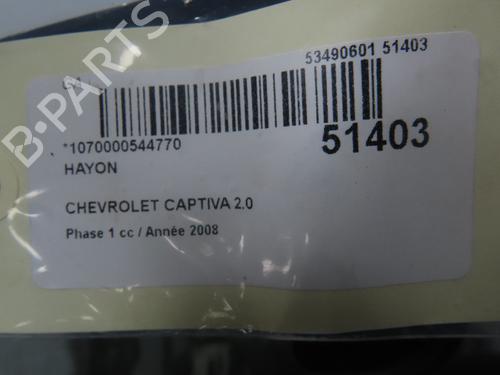 53490601 51403
*1070000544770
51403
HAYON
CHEVROLET CAPTIVA 2.0
Phase 1 cc / Année 2008
B-PARTS